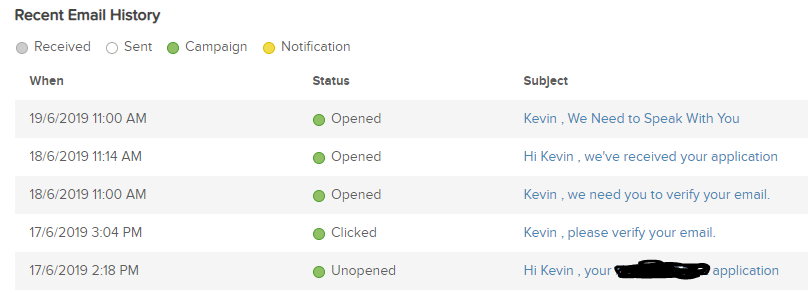 Recent Email History
Received Sent Campaign Notification
When Status Subject
19/6/2019 11:00 AM Opened Kevin , We Need to Speak With You
18/6/2019 11:14 AM Opened Hi Kevin , we've received your application
18/6/2019 11:00 AM Opened Kevin , we need you to verify your email.
17/6/2019 3:04 PM Clicked Kevin , please verify your email.
17/6/2019 2:18 PM Unopened Hi Kevin , your application